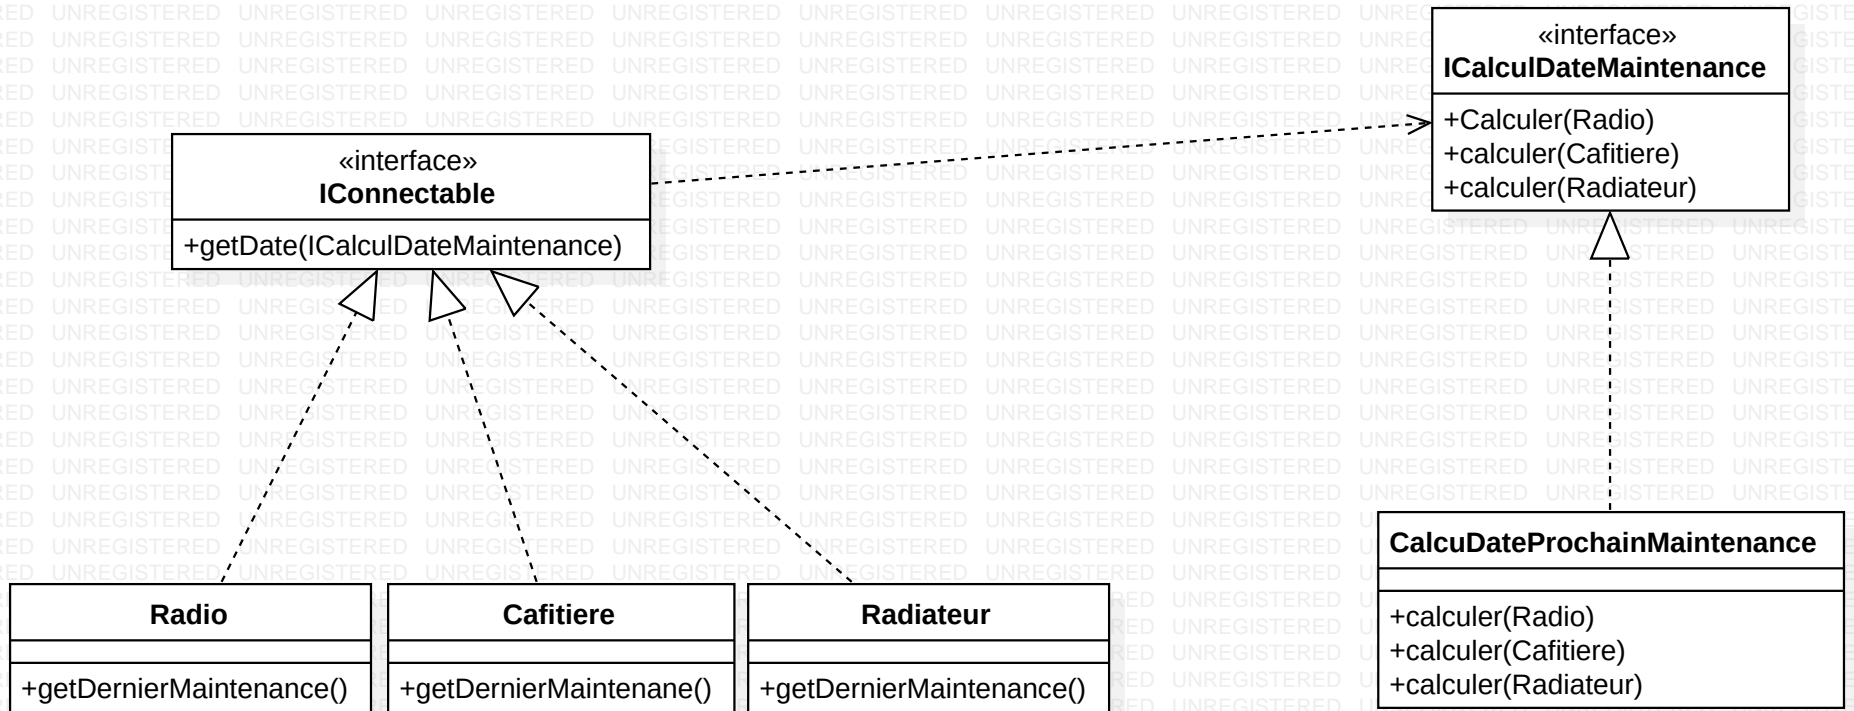 «interface»
ICalculDateMaintenance
+Calculer(Radio)
+calculer(Cafitiere)
+calculer(Radiateur)
«interface»
IConnectable
+getDate(ICalculDateMaintenance)
CalcuDateProchainMaintenance
+calculer(Radio)
+calculer(Cafitiere)
+calculer(Radiateur)
Radio
+getDernierMaintenance()
Cafitiere
+getDernierMaintenane()
Radiateur
+getDernierMaintenance()
UNREGISTERED